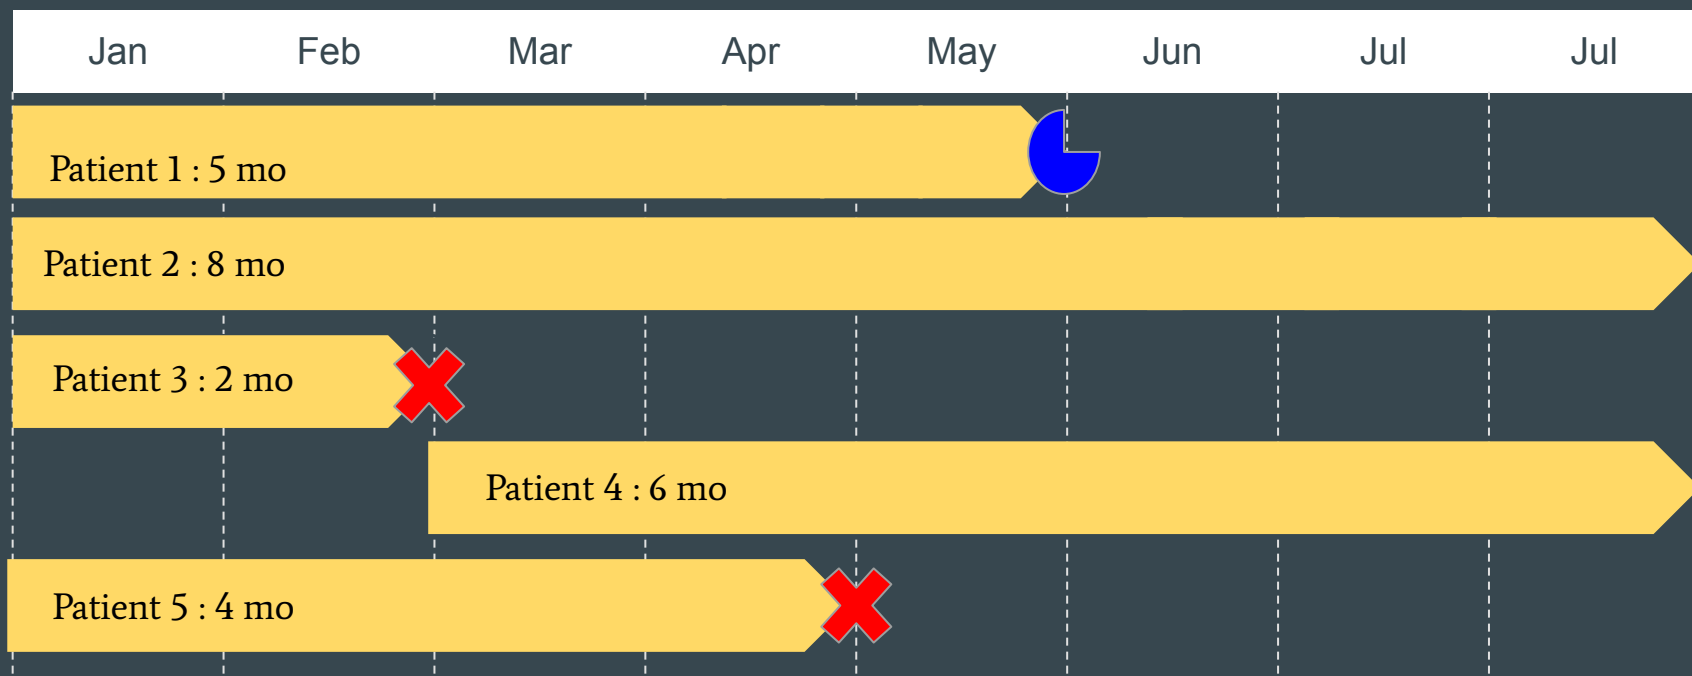 Jan Feb Mar Apr May Jun Jul Jul
Patient 1 : 5 mo
Patient 2 : 8 mo
Patient 3 : 2 mo
Patient 4 : 6 mo
Patient 5 : 4 mo